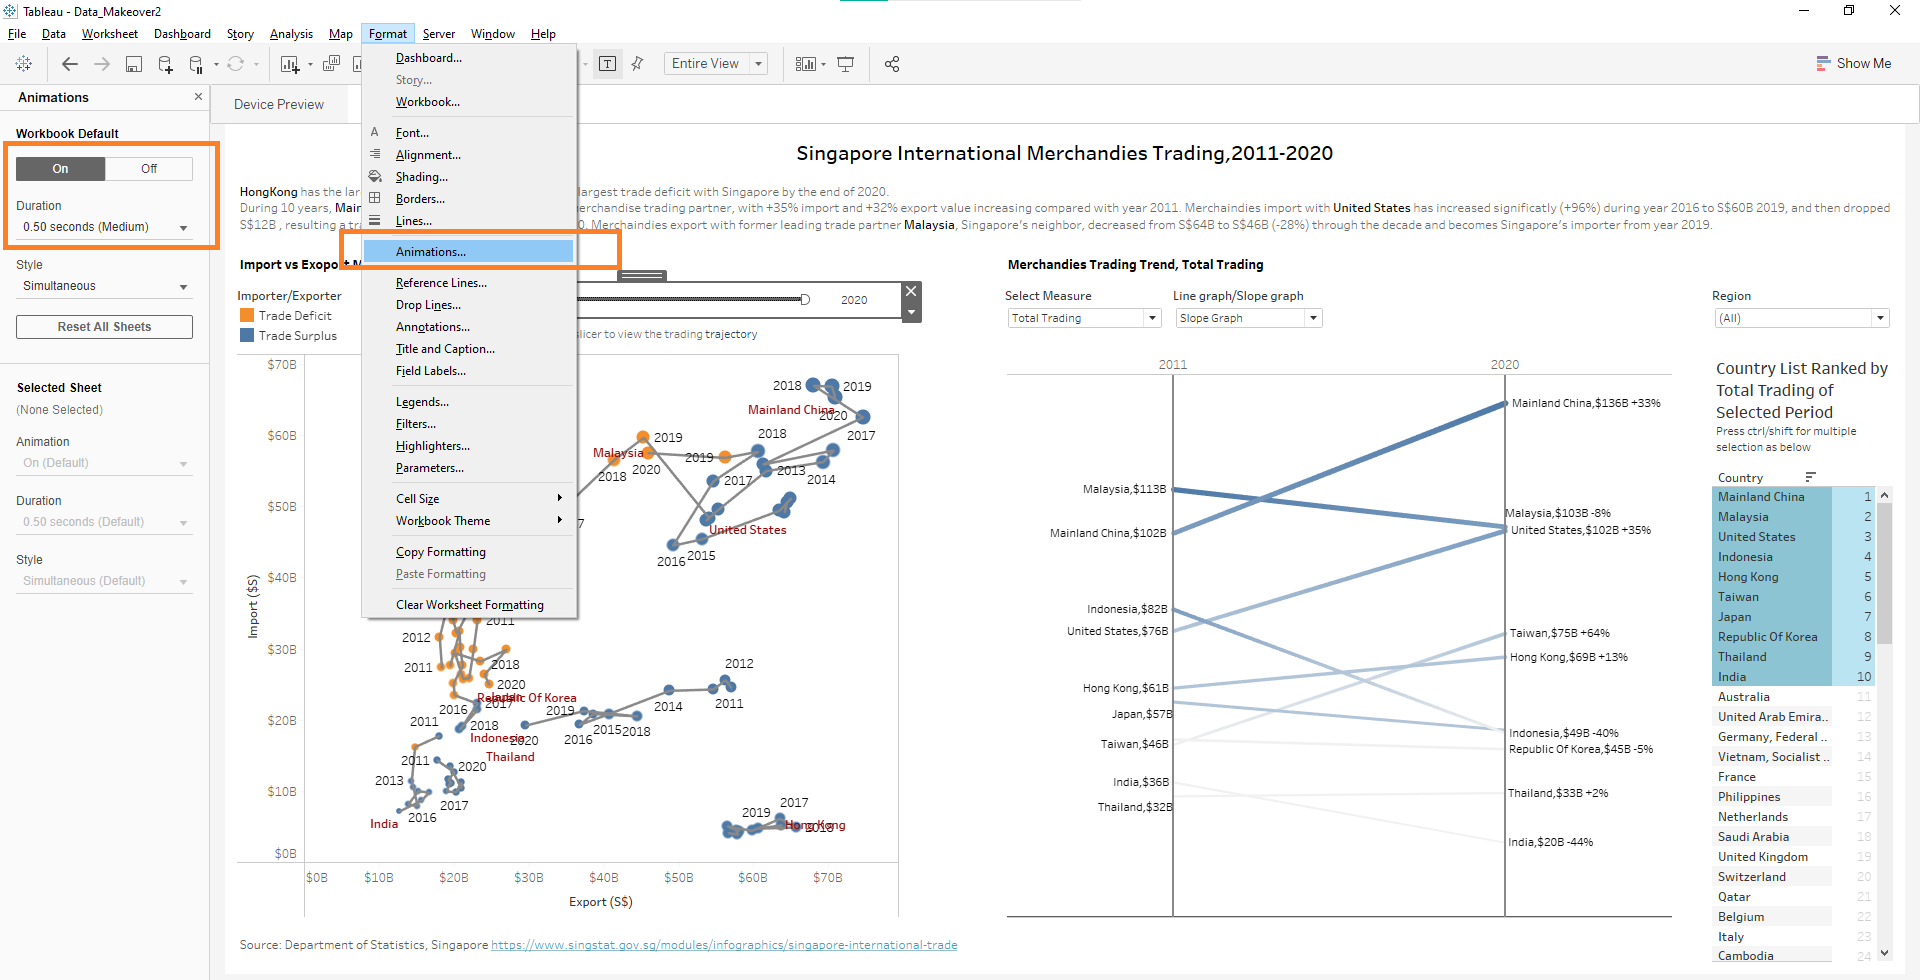 Tableau - Data_Makeover2
File Data Worksheet Dashboard Story Analysis Map Format Server Window Help
Entire View
Show Me
Animations
Workbook Default
On Off
Duration
0.50 seconds (Medium)
Style
Simultaneous
Reset All Sheets
Selected Sheet
(None Selected)
Animation
On (Default)
Duration
0.50 seconds (Default)
Style
Simultaneous (Default)
Device Preview
Dashboard...
Story...
Workbook...
A Font...
Alignment...
Shading...
Borders...
Lines...
Animations...
Reference Lines...
Drop Lines...
Annotations...
Title and Caption...
Field Labels...
Legends...
Filters...
Highlighters...
Parameters...
Cell Size
Workbook Theme
Copy Formatting
Paste Formatting
Clear Worksheet Formatting
Singapore International Merchandies Trading,2011-2020
HongKong has the lar largest trade deficit with Singapore by the end of 2020.
During 10 years, Main erchandise trading partner, with +35% import and +32% export value increasing compared with year 2011. Merchaindies import with United States has increased significatly (+96%) during year 2016 to S$60B 2019, and then dropped
S$12B , resulting a tra 0. Merchaindies export with former leading trade partner Malaysia, Singapore's neighbor, decreased from S$64B to S$46B (-28%) through the decade and becomes Singapore's importer from year 2019.
Import vs Exoport M
Importer/Exporter
Trade Deficit
Trade Surplus
2020
slicer to view the trading trajectory
$70B
$60B
$50B
$40B
$30B
$20B
$10B
$0B
Import ($S)
$0B $10B $20B $30B $40B $50B $60B $70B
Export (S$)
2018
2019
Mainland China
2020
2017
2018
2019
Malaysia
2019
2018
2020
2017
2013
2014
7
United States
2016
2015
2011
2012
2011
2018
2020
Republic Of Korea
Japan
2017
2016
2011
2018
Indonesia
2020
Thailand
2019
2016
2015
2018
2014
2012
2011
2011
2020
2013
2017
2016
India
2017
2019
Hong Kong
2018
Merchandies Trading Trend, Total Trading
Select Measure
Total Trading
Line graph/Slope graph
Slope Graph
2011 2020
Malaysia,$113B
Mainland China,$102B
Indonesia,$82B
United States,$76B
Hong Kong,$61B
Japan,$57B
Taiwan,$46B
India,$36B
Thailand,$32B
Mainland China,$136B +33%
Malaysia,$103B -8%
United States,$102B +35%
Taiwan,$75B +64%
Hong Kong,$69B +13%
Indonesia,$49B -40%
Republic Of Korea,$45B -5%
Thailand,$33B +2%
India,$20B -44%
Region
(All)
Country List Ranked by
Total Trading of
Selected Period
Press ctrl/shift for multiple
selection as below
Country
Mainland China 1
Malaysia 2
United States 3
Indonesia 4
Hong Kong 5
Taiwan 6
Japan 7
Republic Of Korea 8
Thailand 9
India 10
Australia 11
United Arab Emira.. 12
Germany, Federal .. 13
Vietnam, Socialist .. 14
France 15
Philippines 16
Netherlands 17
Saudi Arabia 18
United Kingdom 19
Switzerland 20
Qatar 21
Belgium 22
Italy 23
Cambodia 24
Source: Department of Statistics, Singapore https://www.singstat.gov.sg/modules/infographics/singapore-international-trade